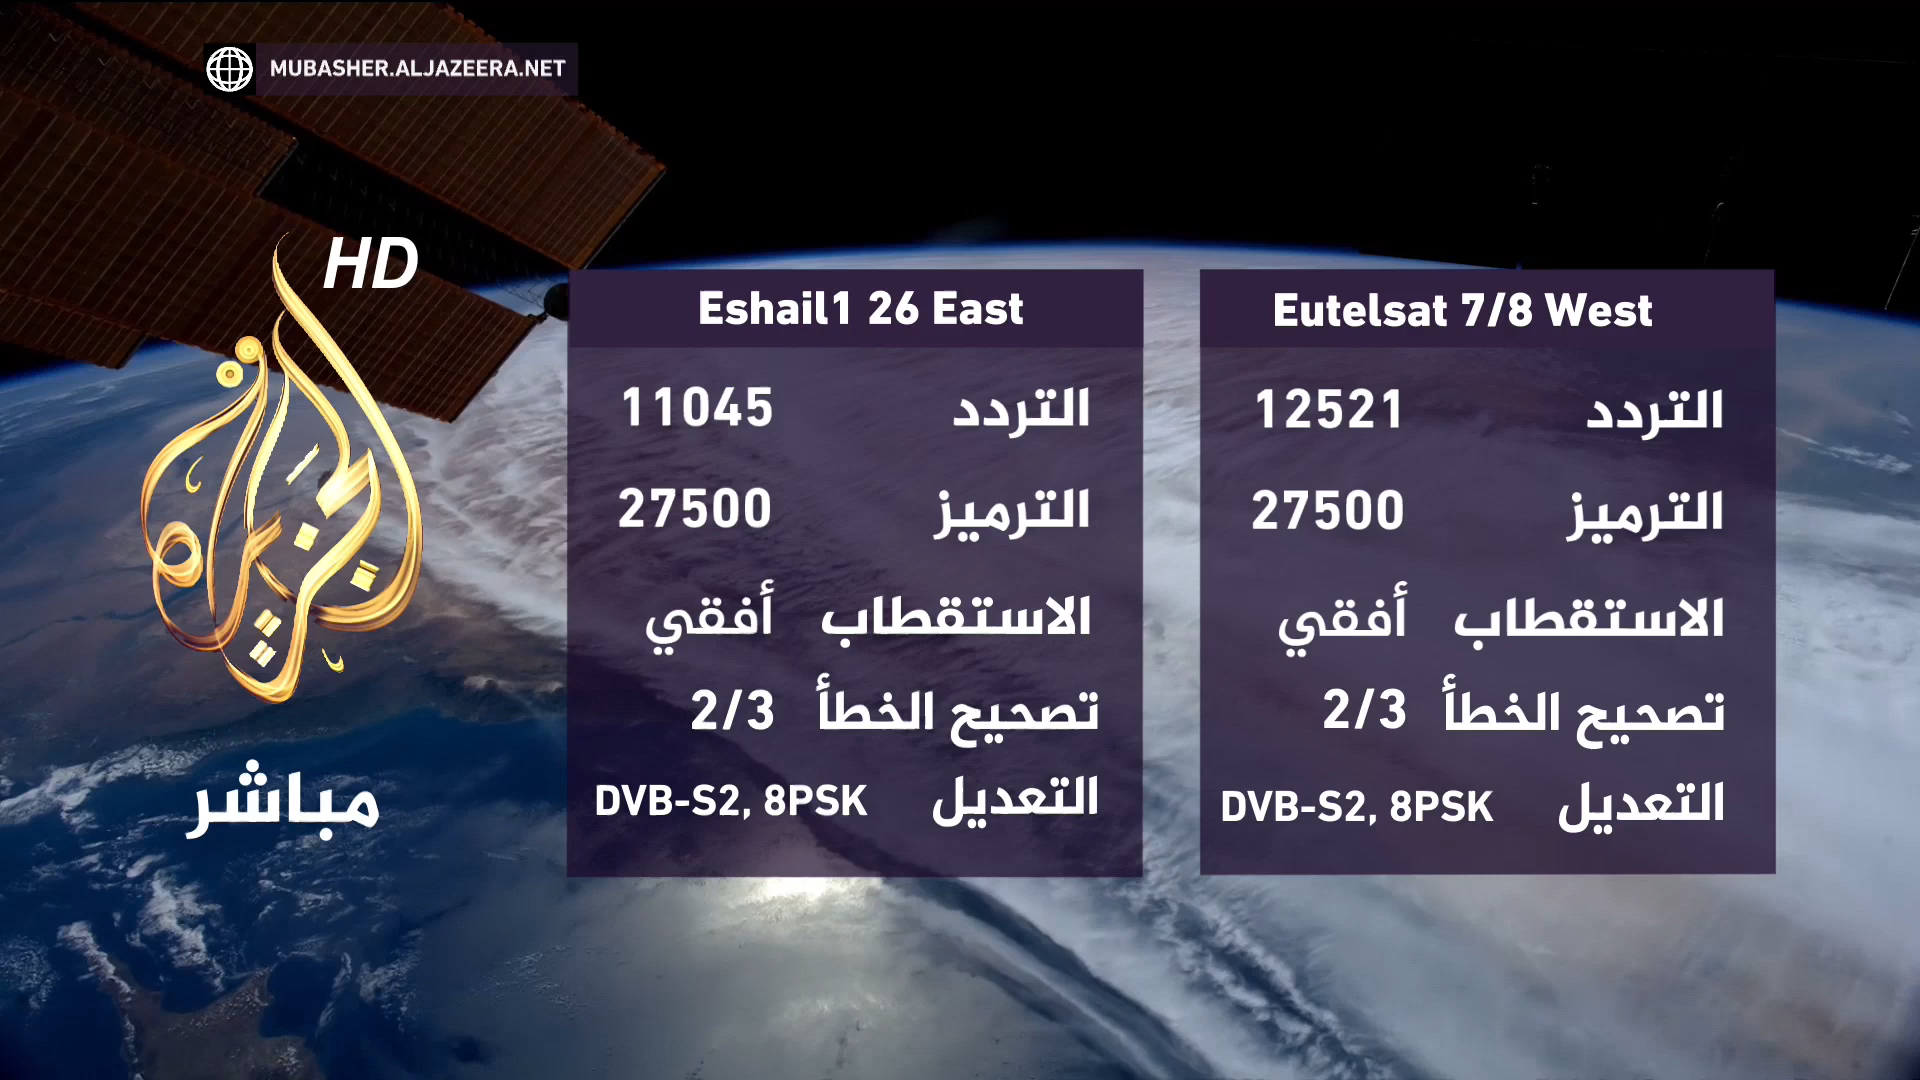 MUBASHER.ALJAZEERA.NET
HD
الجزيرة
مباشر
Eshail1 26 East
التردد 11045
الترميز 27500
الاستقطاب أفقي
تصحيح الخطأ 2/3
التعديل DVB-S2, 8PSK
Eutelsat 7/8 West
التردد 12521
الترميز 27500
الاستقطاب أفقي
تصحيح الخطأ 2/3
التعديل DVB-S2, 8PSK